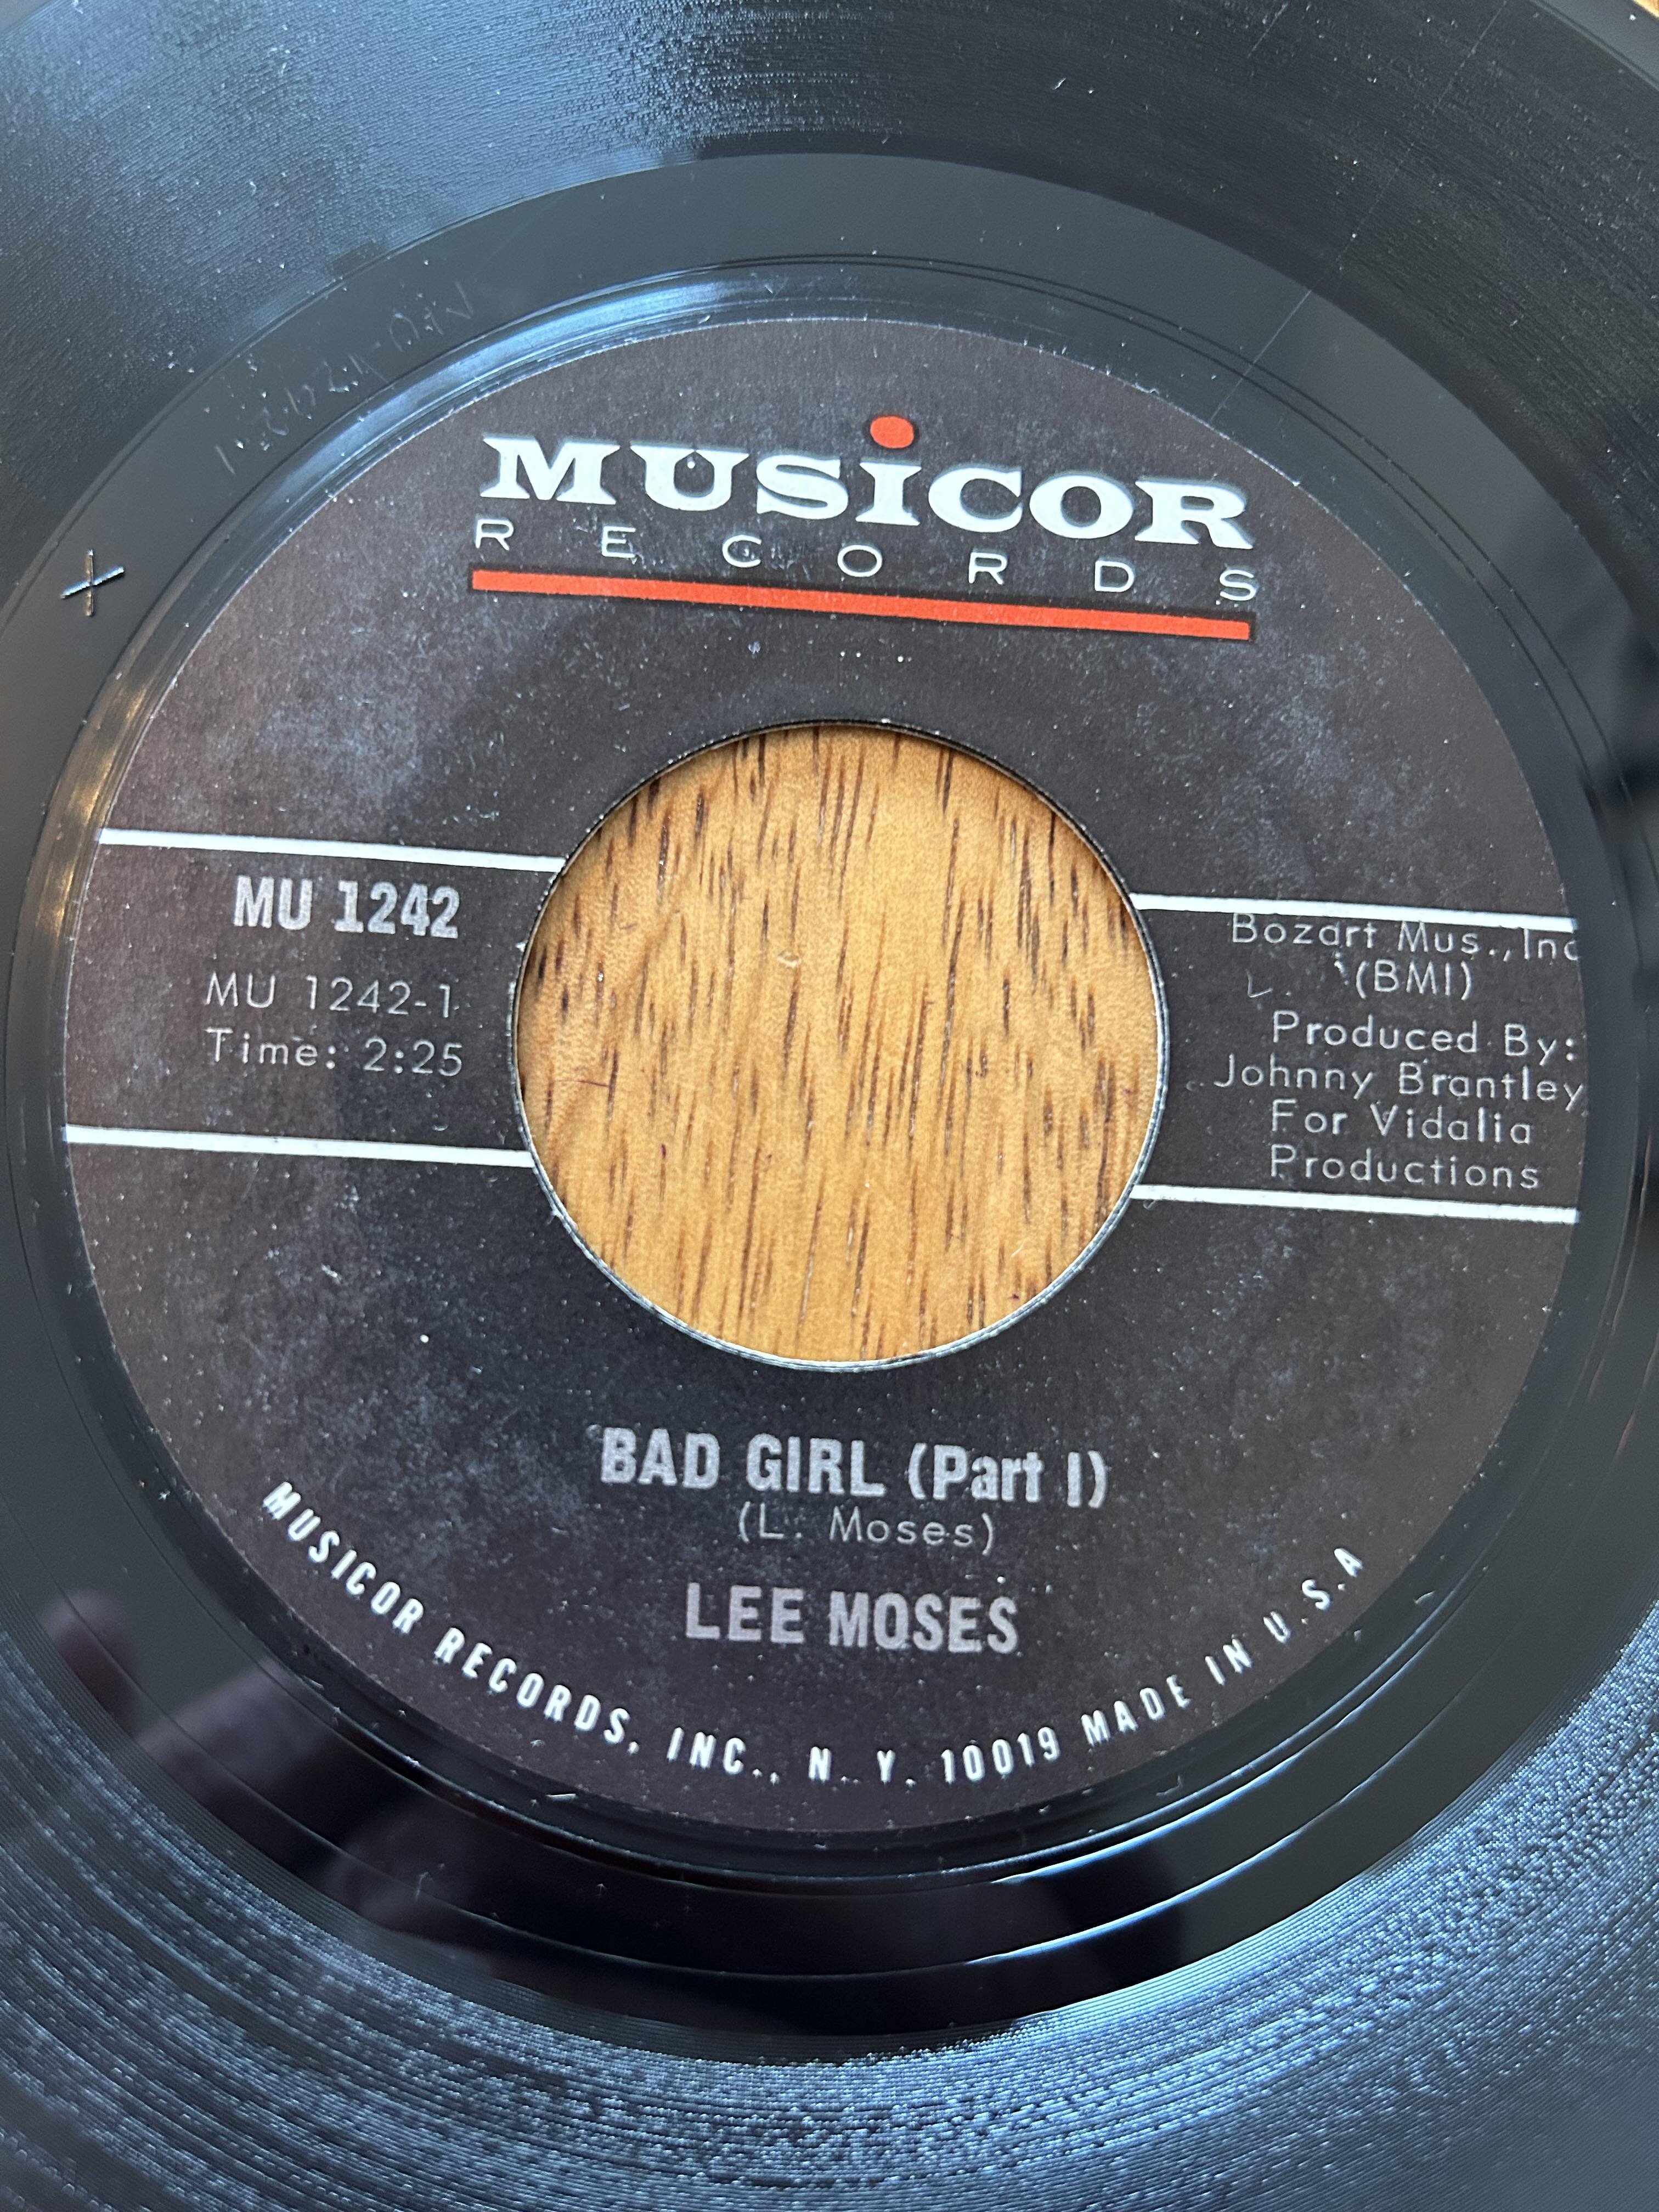 MUSICOR
RECORDS
MU 1242
MU 1242-1
Time: 2:25
Bozart Mus., Inc
(BMI)
Produced By:
Johnny Brantley
For Vidalia
Productions
BAD GIRL (Part I)
(L. Moses)
LEE MOSES
MUSICOR RECORDS, INC., N. Y. 10019 MADE IN U.S.A